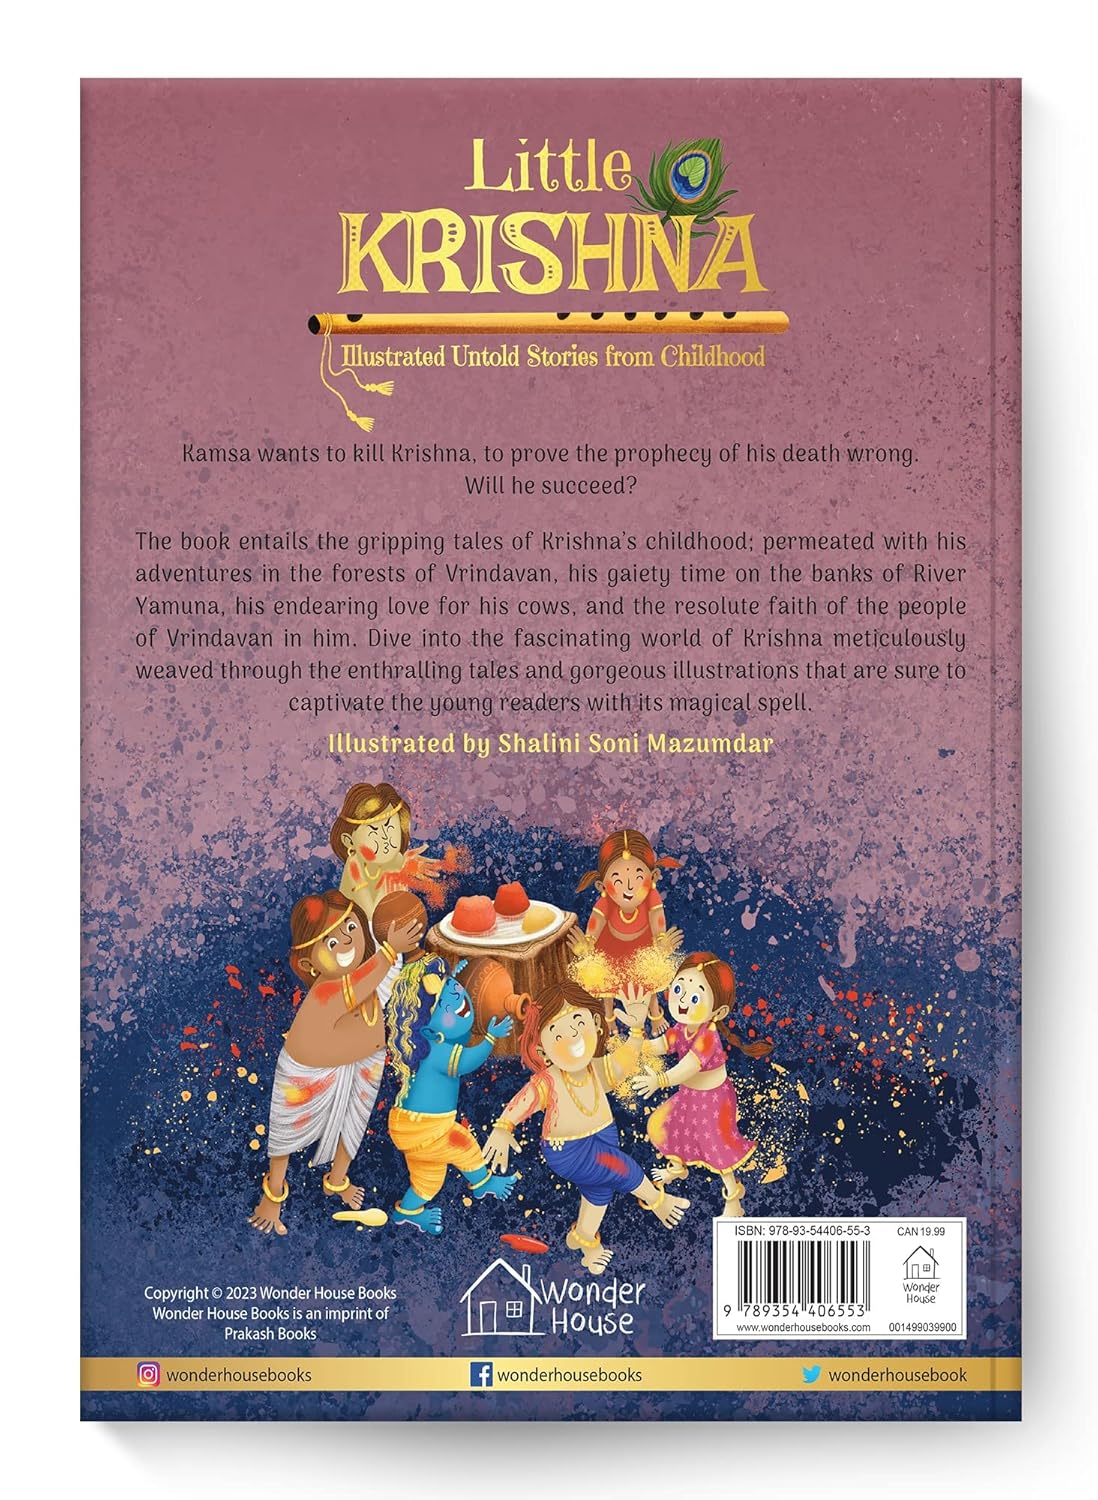 Little
KRISHNA
Illustrated Untold Stories from Childhood
Kamsa wants to kill Krishna, to prove the prophecy of his death wrong.
Will he succeed?
The book entails the gripping tales of Krishna's childhood; permeated with his
adventures in the forests of Vrindavan, his gaiety time on the banks of River
Yamuna, his endearing love for his cows, and the resolute faith of the people
of Vrindavan in him. Dive into the fascinating world of Krishna meticulously
weaved through the enthralling tales and gorgeous illustrations that are sure to
captivate the young readers with its magical spell.
Illustrated by Shalini Soni Mazumdar
Copyright © 2023 Wonder House Books
Wonder House Books is an imprint of
Prakash Books
Wonder
House
ISBN: 978-93-54406-55-3
CAN 19.99
9 789354 406553
www.wonderhousebooks.com
Wonder
House
001499039900
wonderhousebooks
wonderhousebooks
wonderhousebook